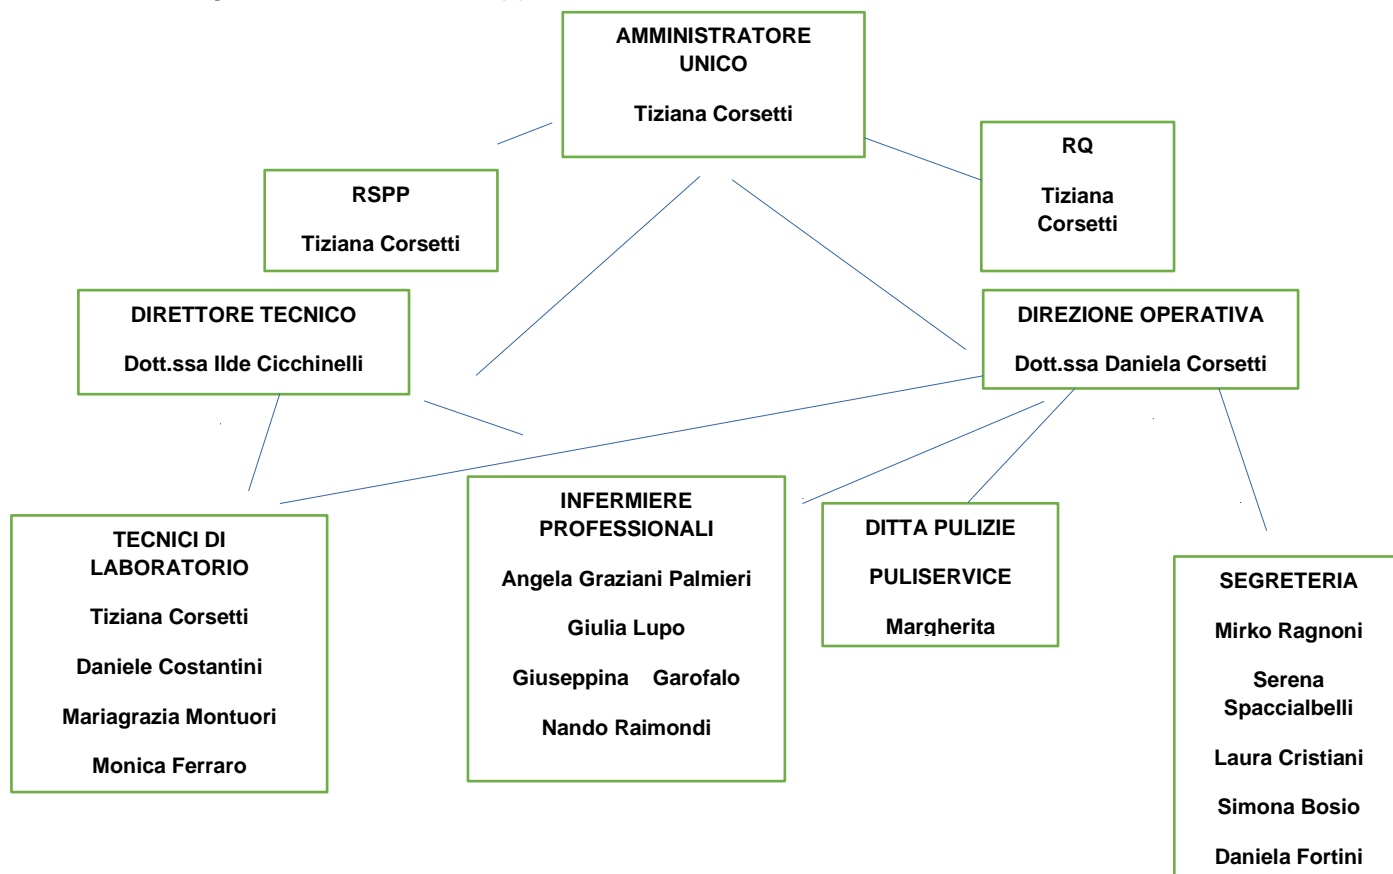 AMMINISTRATORE
UNICO
Tiziana Corsetti
RQ
Tiziana
Corsetti
RSPP
Tiziana Corsetti
DIRETTORE TECNICO
Dott.ssa Ilde Cicchinelli
DIREZIONE OPERATIVA
Dott.ssa Daniela Corsetti
TECNICI DI
LABORATORIO
Tiziana Corsetti
Daniele Costantini
Mariagrazia Montuori
Monica Ferraro
INFERMIERE
PROFESSIONALI
Angela Graziani Palmieri
Giulia Lupo
Giuseppina Garofalo
Nando Raimondi
DITTA PULIZIE
PULISERVICE
Margherita
SEGRETERIA
Mirko Ragnoni
Serena
Spaccialbelli
Laura Cristiani
Simona Bosio
Daniela Fortini